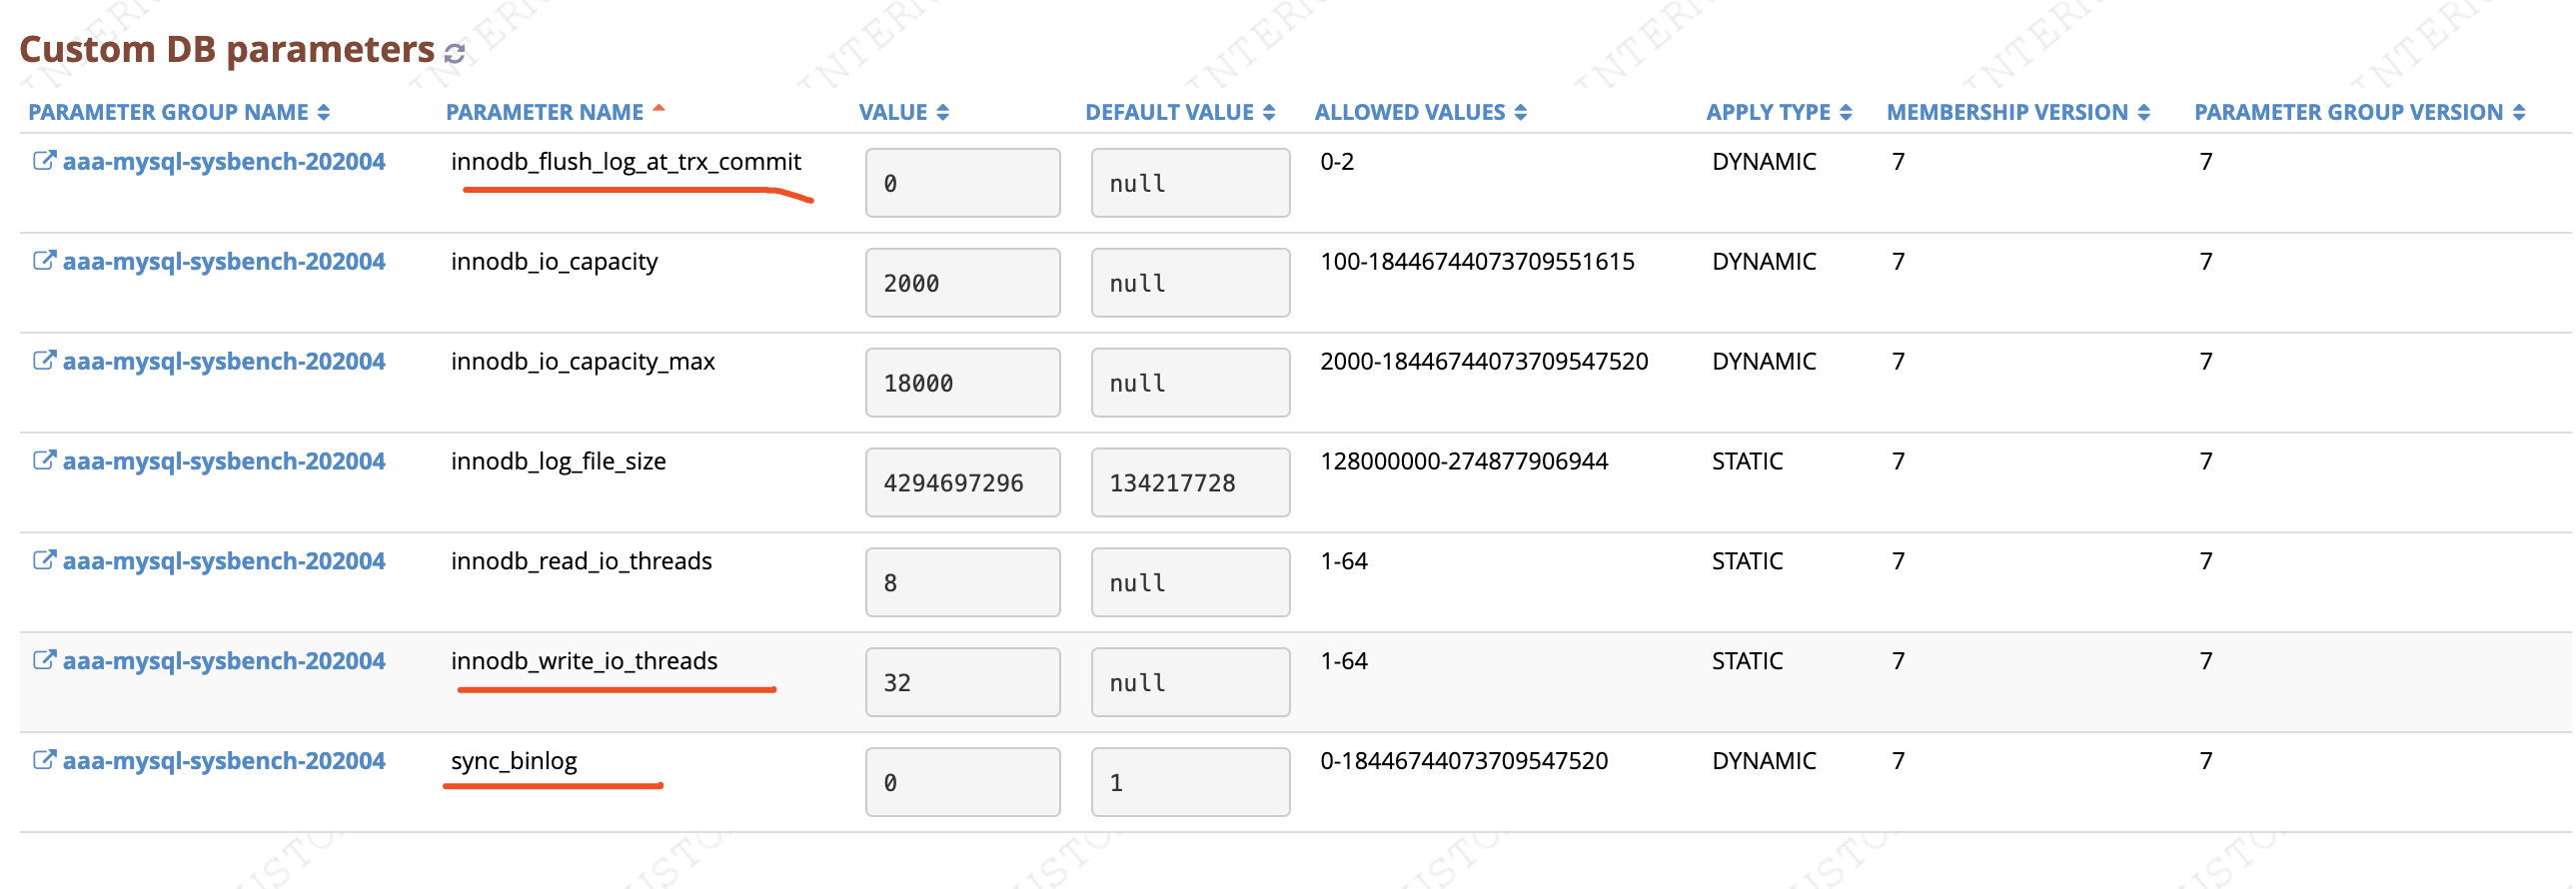 Custom DB parameters
PARAMETER GROUP NAME PARAMETER NAME VALUE DEFAULT VALUE ALLOWED VALUES APPLY TYPE MEMBERSHIP VERSION PARAMETER GROUP VERSION
aaa-mysql-sysbench-202004 innodb_flush_log_at_trx_commit 0 null 0-2 DYNAMIC 7 7
aaa-mysql-sysbench-202004 innodb_io_capacity 2000 null 100-18446744073709551615 DYNAMIC 7 7
aaa-mysql-sysbench-202004 innodb_io_capacity_max 18000 null 2000-18446744073709547520 DYNAMIC 7 7
aaa-mysql-sysbench-202004 innodb_log_file_size 4294697296 134217728 128000000-274877906944 STATIC 7 7
aaa-mysql-sysbench-202004 innodb_read_io_threads 8 null 1-64 STATIC 7 7
aaa-mysql-sysbench-202004 innodb_write_io_threads 32 null 1-64 STATIC 7 7
aaa-mysql-sysbench-202004 sync_binlog 0 1 0-18446744073709547520 DYNAMIC 7 7